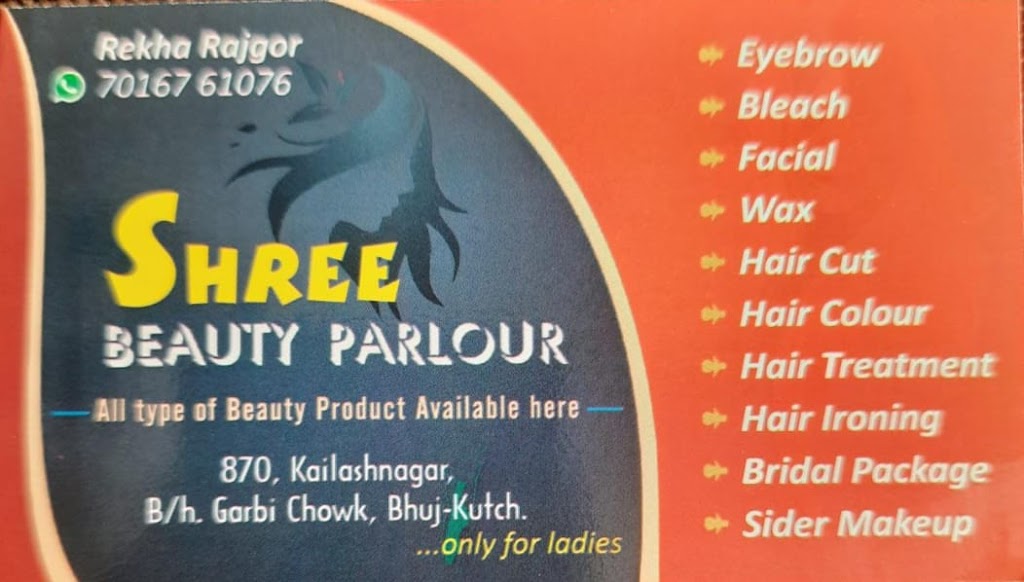 Rekha Rajgor
70167 61076
SHREE
BEAUTY PARLOUR
All type of Beauty Product Available here
870, Kailashnagar,
B/h. Garbi Chowk, Bhuj-Kutch.
...only for ladies
Eyebrow
Bleach
Facial
Wax
Hair Cut
Hair Colour
Hair Treatment
Hair Ironing
Bridal Package
Sider Makeup